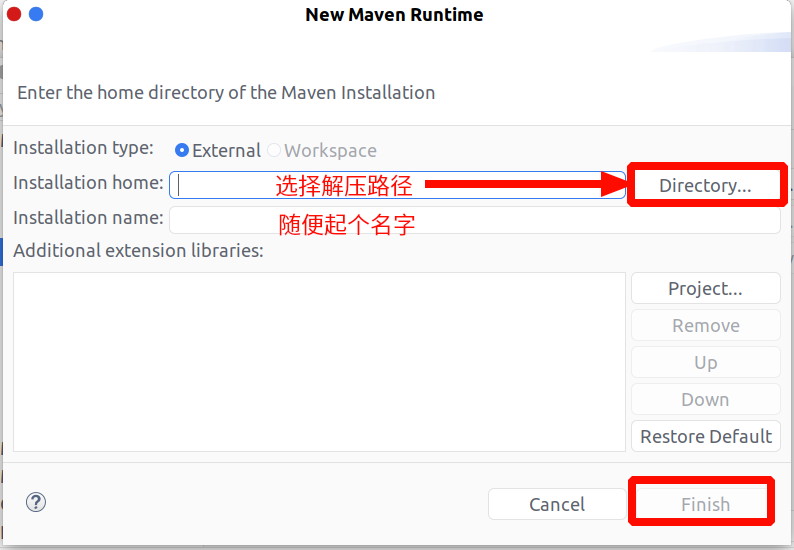 New Maven Runtime
Enter the home directory of the Maven Installation
Installation type: External Workspace
Installation home: 选择解压路径 Directory...
Installation name: 随便起个名字
Additional extension libraries:
Project...
Remove
Up
Down
Restore Default
? Cancel Finish